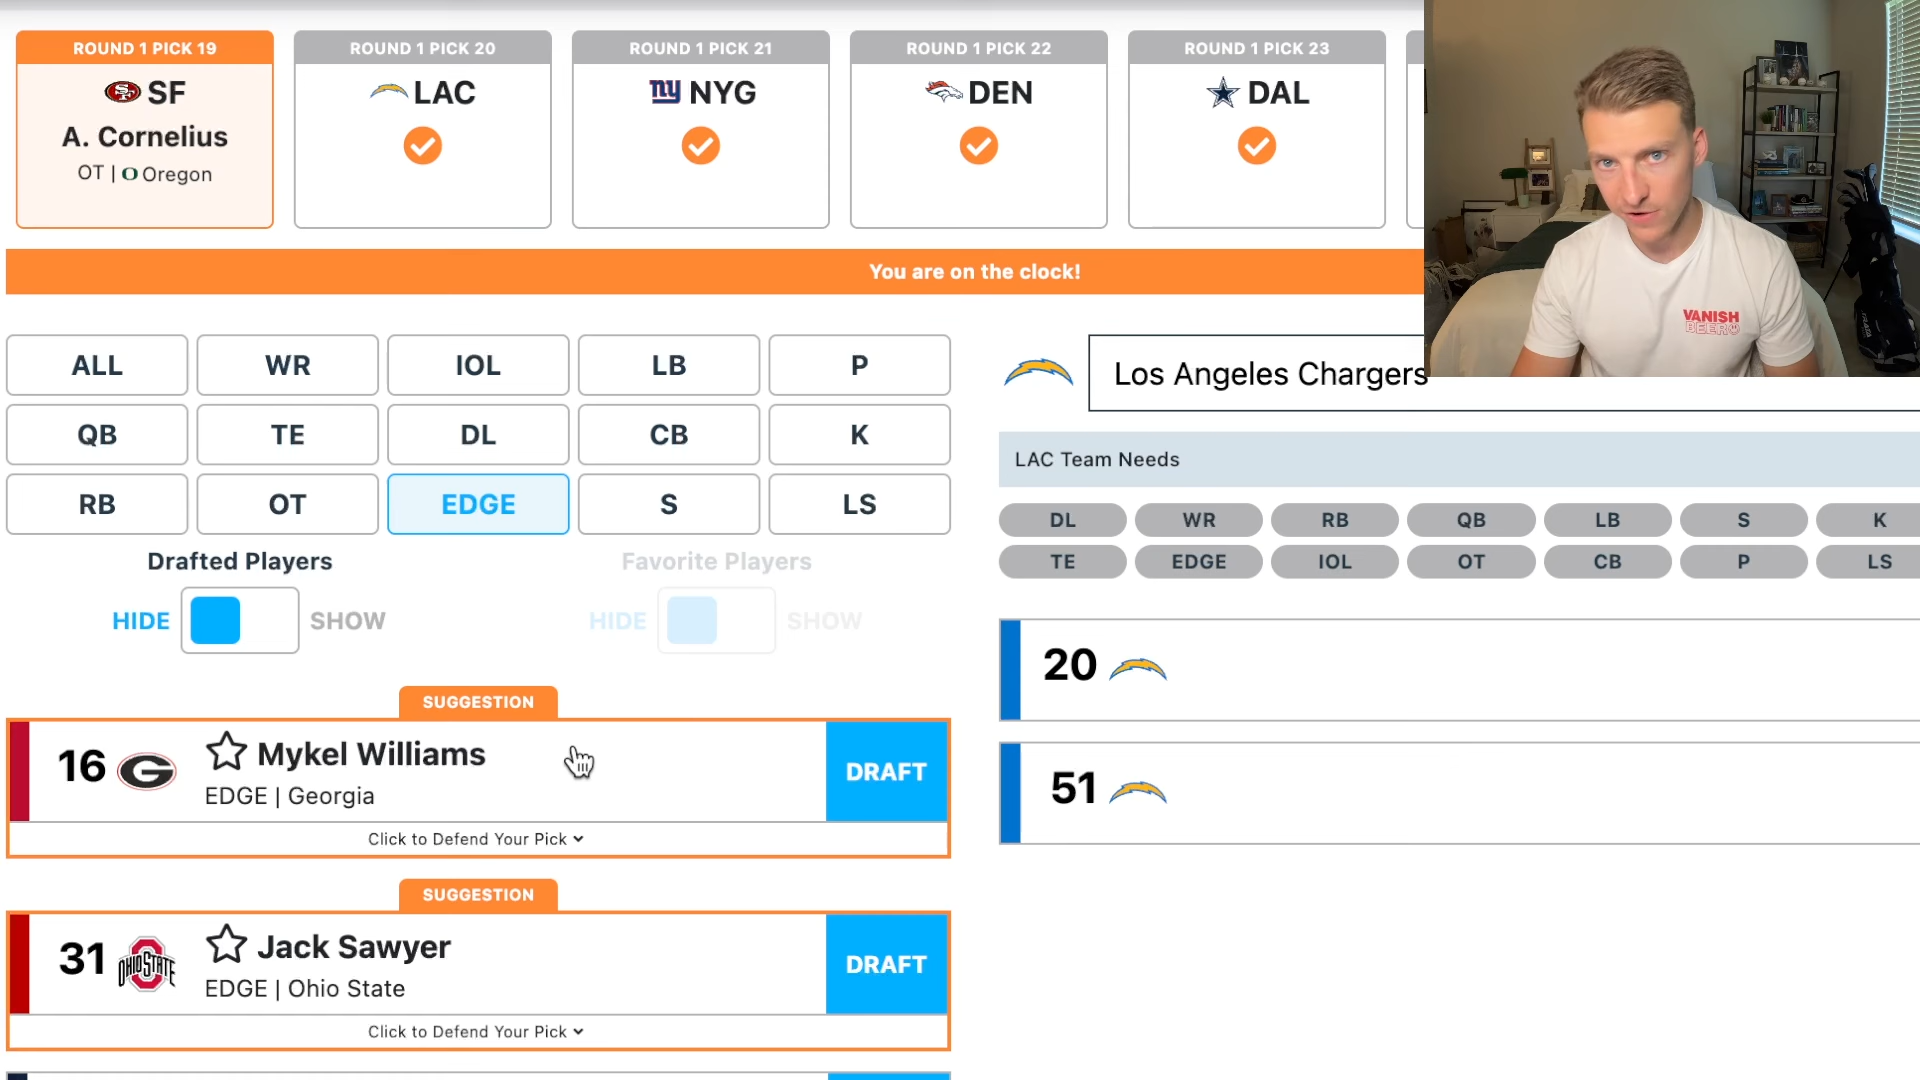 ROUND 1 PICK 19
SF
A. Cornelius
OT | O Oregon
ROUND 1 PICK 20
LAC
ROUND 1 PICK 21
ny NYG
ROUND 1 PICK 22
DEN
ROUND 1 PICK 23
DAL
You are on the clock!
ALL WR IOL LB P
QB TE DL CB K
RB OT EDGE S LS
Drafted Players
HIDE SHOW
Favorite Players
HIDE SHOW
SUGGESTION
16 G Mykel Williams
EDGE | Georgia
DRAFT
Click to Defend Your Pick
SUGGESTION
31 OHIO STATE Jack Sawyer
EDGE | Ohio State
DRAFT
Click to Defend Your Pick
Los Angeles Chargers
LAC Team Needs
DL WR RB QB LB S K
TE EDGE IOL OT CB P LS
20
51
VANISH
BEER